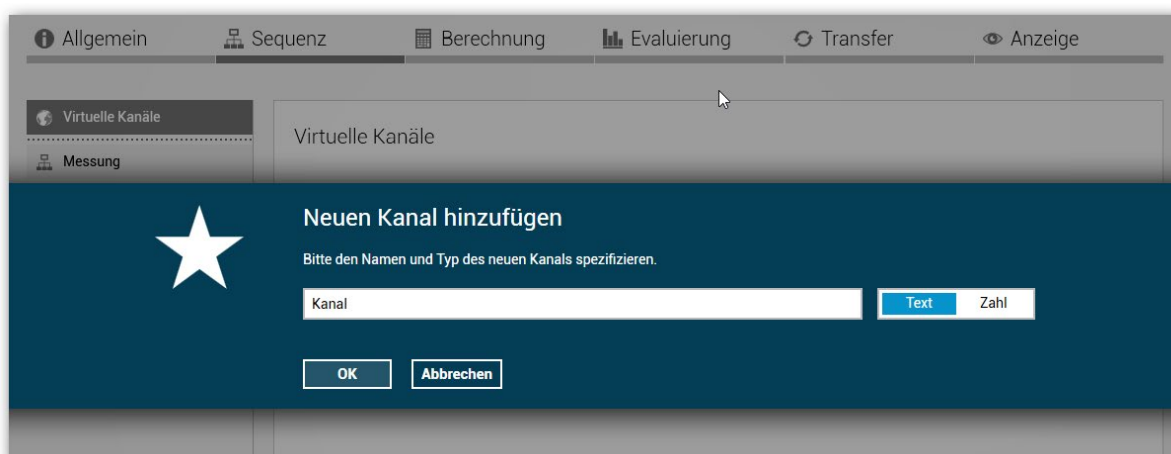 Allgemein Sequenz Berechnung Evaluierung Transfer Anzeige
Virtuelle Kanäle
Messung
Virtuelle Kanäle
Neuen Kanal hinzufügen
Bitte den Namen und Typ des neuen Kanals spezifizieren.
Kanal Text Zahl
OK Abbrechen